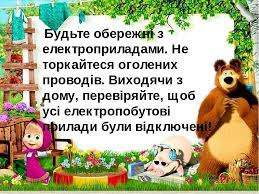 Будьте обережні з
електроприладами. Не
торкайтеся оголених
проводів. Виходячи з
дому, перевіряйте, щоб
усі електропобутові
прилади були відключені!